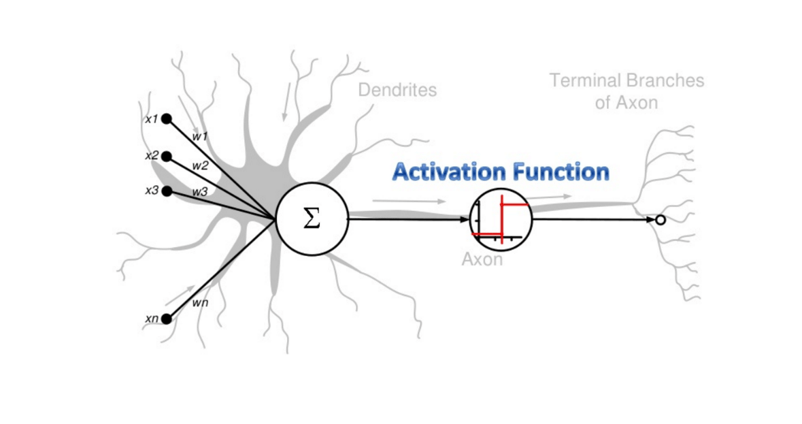 Terminal Branches
of Axon
Dendrites
x1
w1
x2
w2
Activation Function
x3
w3
Σ
Axon
wn
xn